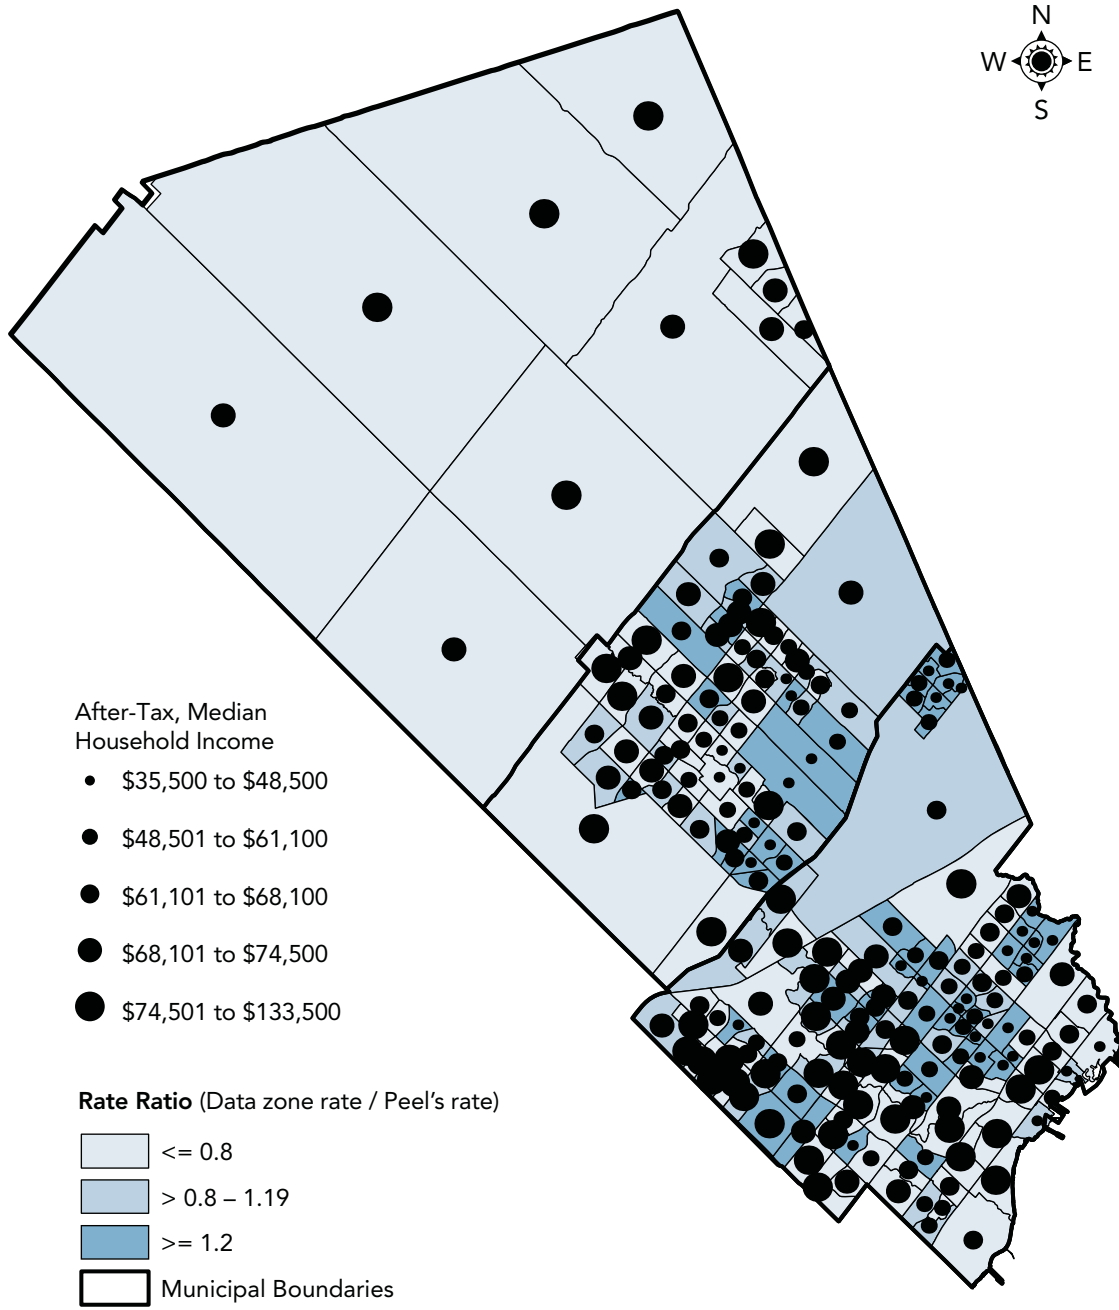 N
W E
S
After-Tax, Median
Household Income
$35,500 to $48,500
$48,501 to $61,100
$61,101 to $68,100
$68,101 to $74,500
$74,501 to $133,500
Rate Ratio (Data zone rate / Peel's rate)
<= 0.8
> 0.8 – 1.19
>= 1.2
Municipal Boundaries